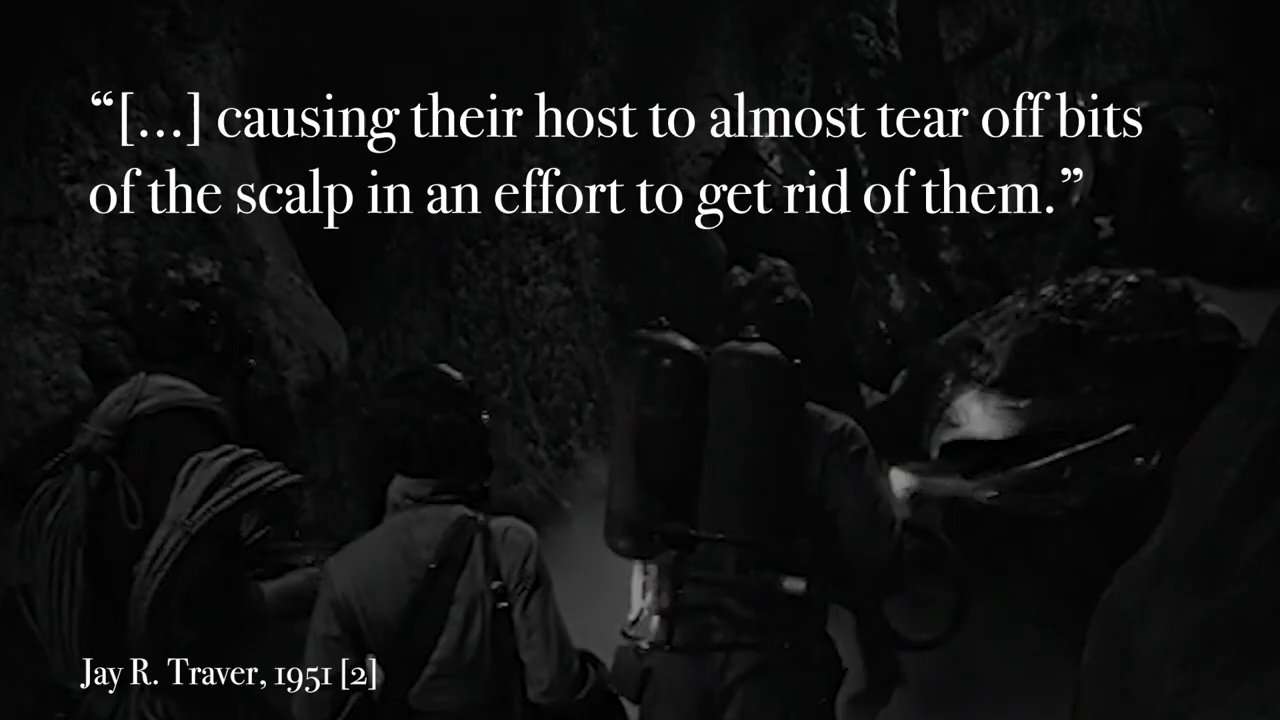 “[…] causing their host to almost tear off bits
of the scalp in an effort to get rid of them.”
Jay R. Traver, 1951 [2]